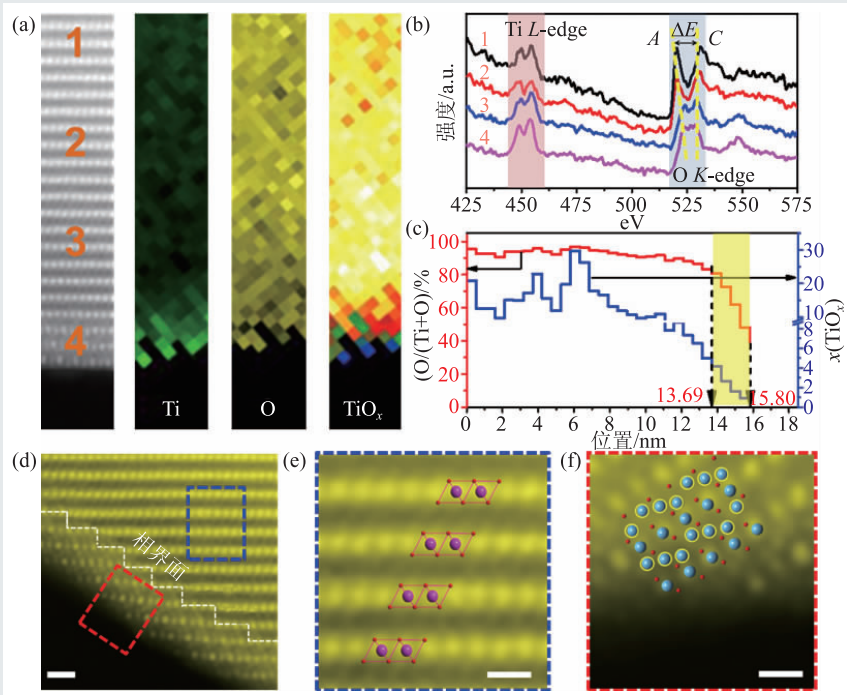 (a)
1
2
3
4
Ti
O
TiOₓ
(b)
强度/a.u.
1
2
3
4
Ti L-edge
A
ΔE
C
O K-edge
425 450 475 500 525 550 575
eV
(c)
(O/(Ti+O))/%
100
80
60
40
20
0
30
20
10
8
6
4
2
0
x(TiOₓ)
13.69
15.80
0 2 4 6 8 10 12 14 16 18
位置/nm
(d)
相界面
(e)
(f)